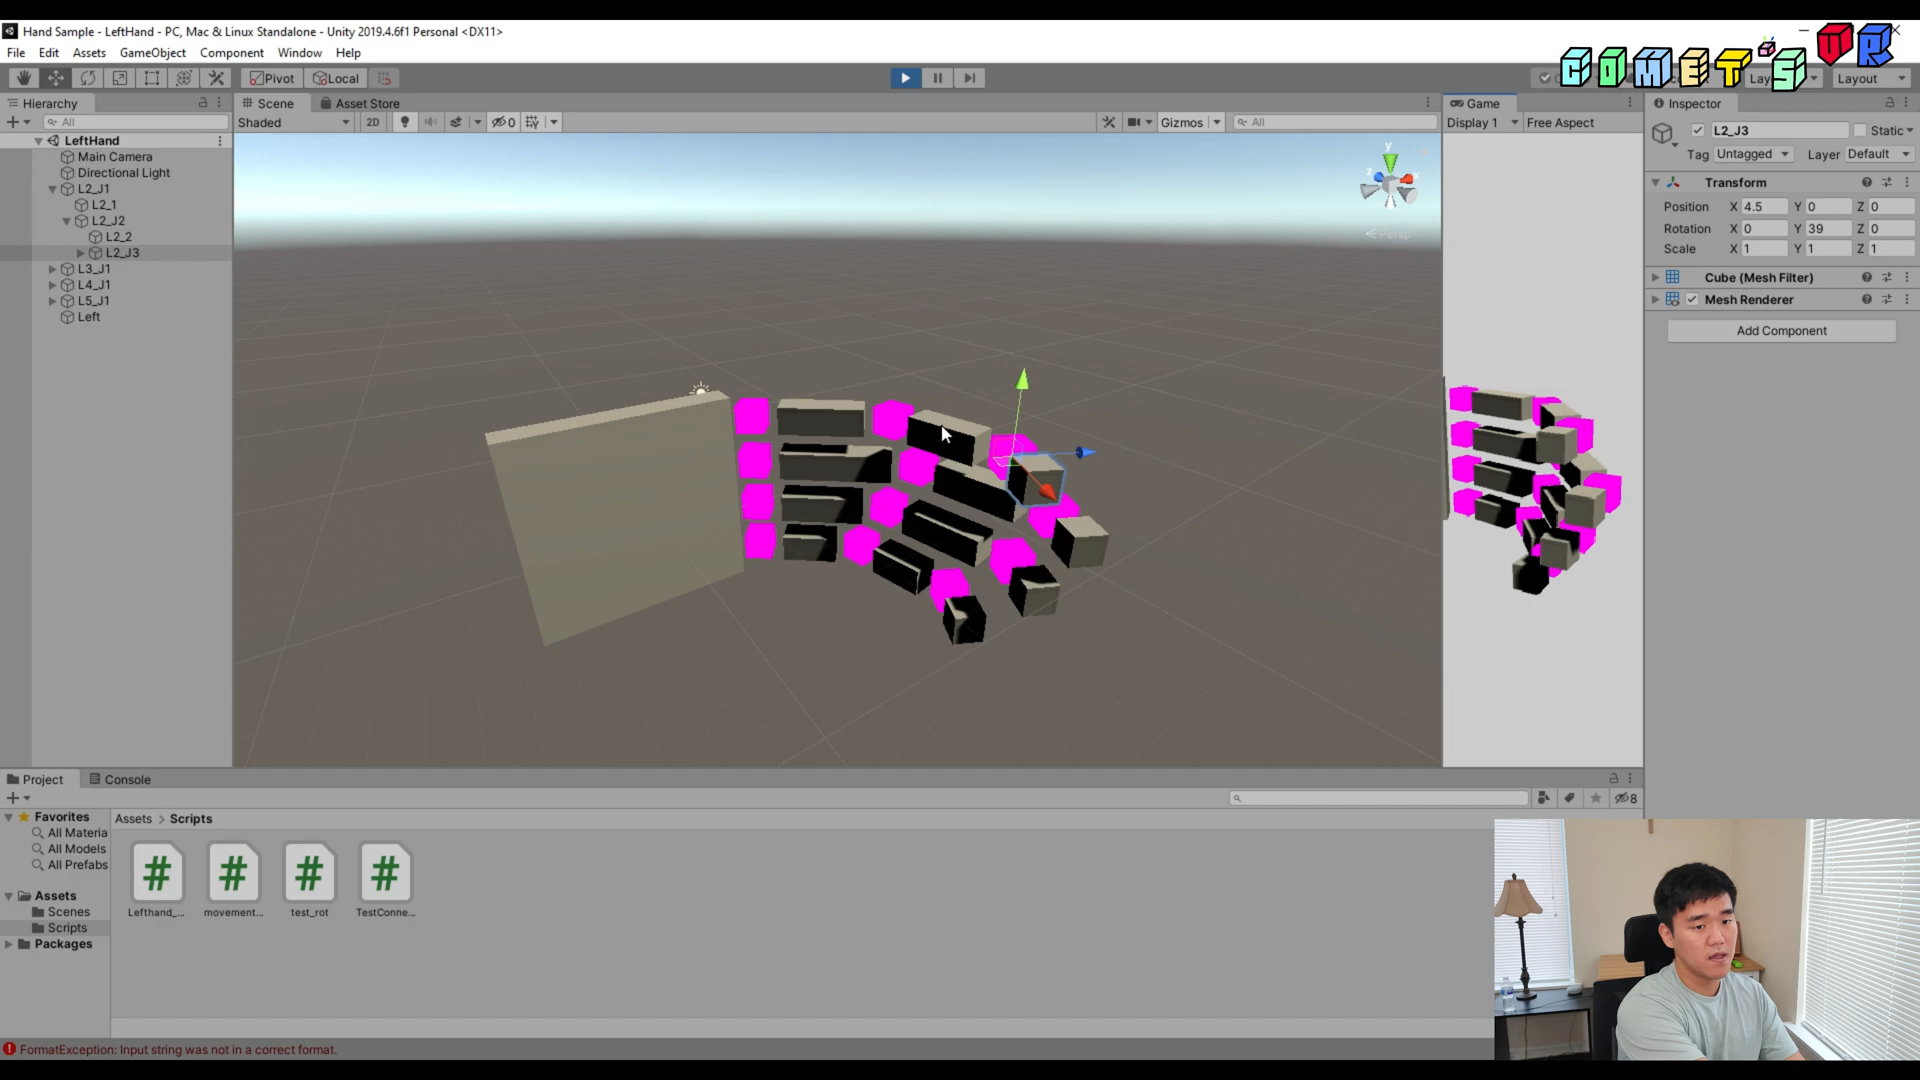 Hand Sample - LeftHand - PC, Mac & Linux Standalone - Unity 2019.4.6f1 Personal <DX11>
File Edit Assets GameObject Component Window Help
COMET'S VR
Pivot Local Layout
Hierarchy
All
LeftHand
Main Camera
Directional Light
L2_J1
L2_1
L2_J2
L2_2
L2_J3
L3_J1
L4_J1
L5_J1
Left
Scene Asset Store
Shaded 2D 0 Gizmos All
y
z x
Persp
Game
Display 1 Free Aspect
Inspector
L2_J3 Static
Tag Untagged Layer Default
Transform
Position X 4.5 Y 0 Z 0
Rotation X 0 Y 39 Z 0
Scale X 1 Y 1 Z 1
Cube (Mesh Filter)
Mesh Renderer
Add Component
Project Console
8
Favorites
All Materia
All Models
All Prefabs
Assets
Scenes
Scripts
Packages
Assets > Scripts
Lefthand_... movement... test_rot TestConne...
FormatException: Input string was not in a correct format.